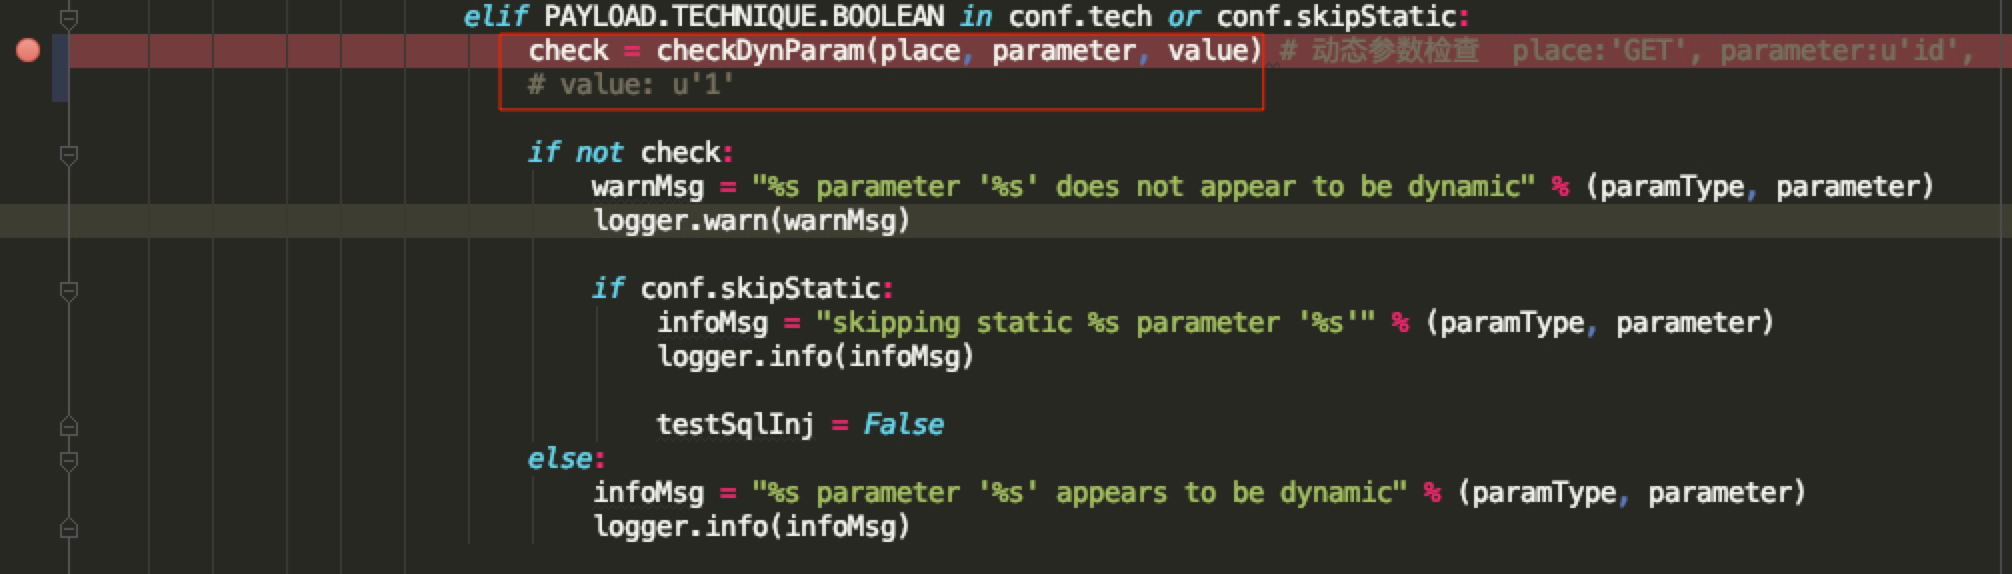 elif PAYLOAD.TECHNIQUE.BOOLEAN in conf.tech or conf.skipStatic:
check = checkDynParam(place, parameter, value) # 动态参数检查  place:'GET', parameter:u'id',
# value: u'1'
if not check:
warnMsg = "%s parameter '%s' does not appear to be dynamic" % (paramType, parameter)
logger.warn(warnMsg)
if conf.skipStatic:
infoMsg = "skipping static %s parameter '%s'" % (paramType, parameter)
logger.info(infoMsg)
testSqlInj = False
else:
infoMsg = "%s parameter '%s' appears to be dynamic" % (paramType, parameter)
logger.info(infoMsg)